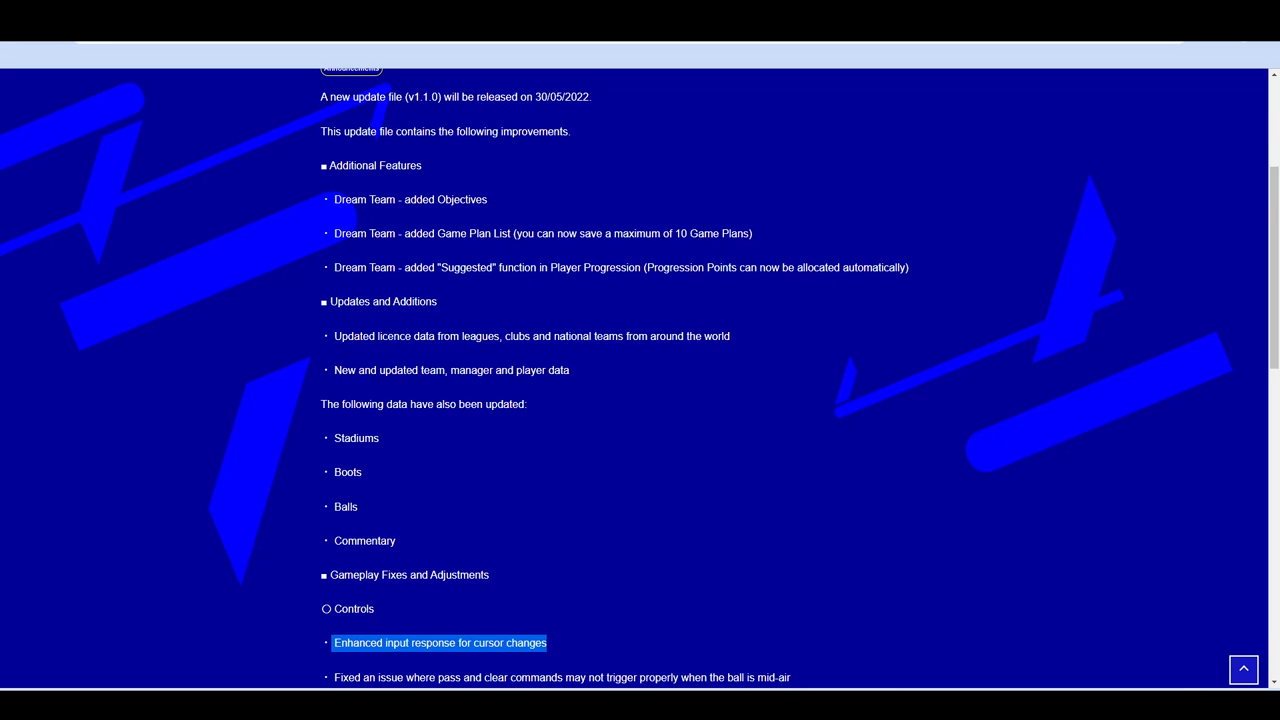 Announcements
A new update file (v1.1.0) will be released on 30/05/2022.
This update file contains the following improvements.
■ Additional Features
・ Dream Team - added Objectives
・ Dream Team - added Game Plan List (you can now save a maximum of 10 Game Plans)
・ Dream Team - added "Suggested" function in Player Progression (Progression Points can now be allocated automatically)
■ Updates and Additions
・ Updated licence data from leagues, clubs and national teams from around the world
・ New and updated team, manager and player data
The following data have also been updated:
・ Stadiums
・ Boots
・ Balls
・ Commentary
■ Gameplay Fixes and Adjustments
〇 Controls
・ Enhanced input response for cursor changes
・ Fixed an issue where pass and clear commands may not trigger properly when the ball is mid-air